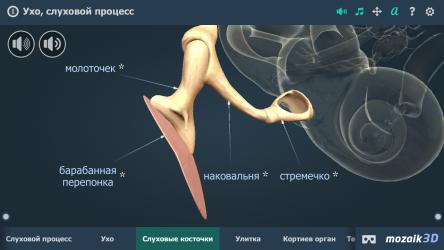 Ухо, слуховой процесс
a ?
молоточек *
барабанная *
перепонка
наковальня *
стремечко *
Слуховой процесс
Ухо
Слуховые косточки
Улитка
Кортиев орган
mozaik3D